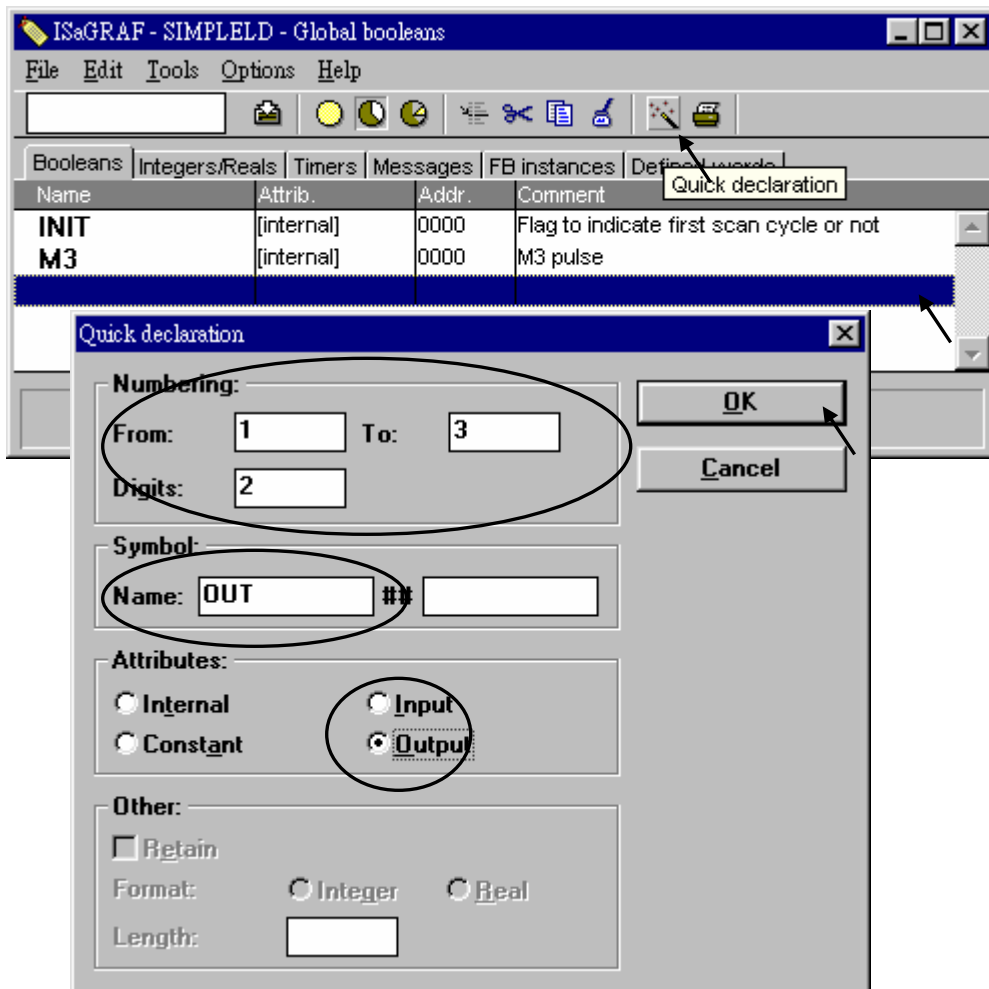 ISaGRAF - SIMPLELD - Global booleans
File Edit Tools Options Help
Booleans Integers/Reals Timers Messages FB instances Defined words
Quick declaration
Name Attrib. Addr. Comment
INIT [internal] 0000 Flag to indicate first scan cycle or not
M3 [internal] 0000 M3 pulse
Quick declaration
Numbering:
From: 1 To: 3
Digits: 2
OK
Cancel
Symbol:
Name: OUT ##
Attributes:
Internal Input
Constant Output
Other:
Retain
Format: Integer Real
Length: